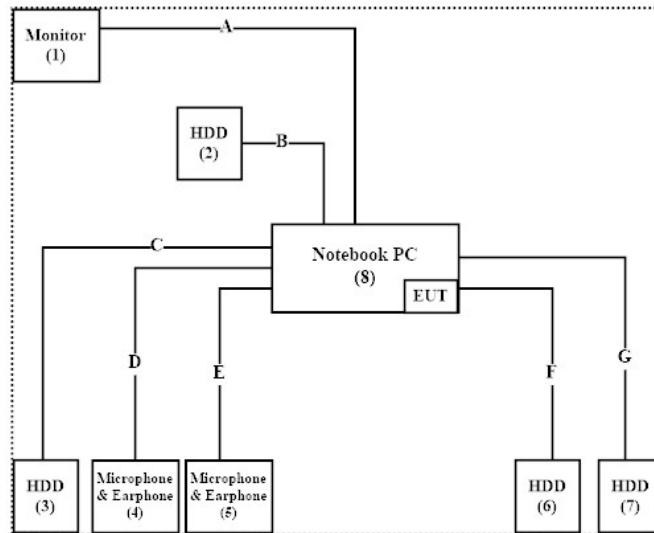 Monitor
(1)
A
HDD
(2)
B
C
Notebook PC
(8)
EUT
D
E
F
G
HDD
(3)
Microphone
& Earphone
(4)
Microphone
& Earphone
(5)
HDD
(6)
HDD
(7)